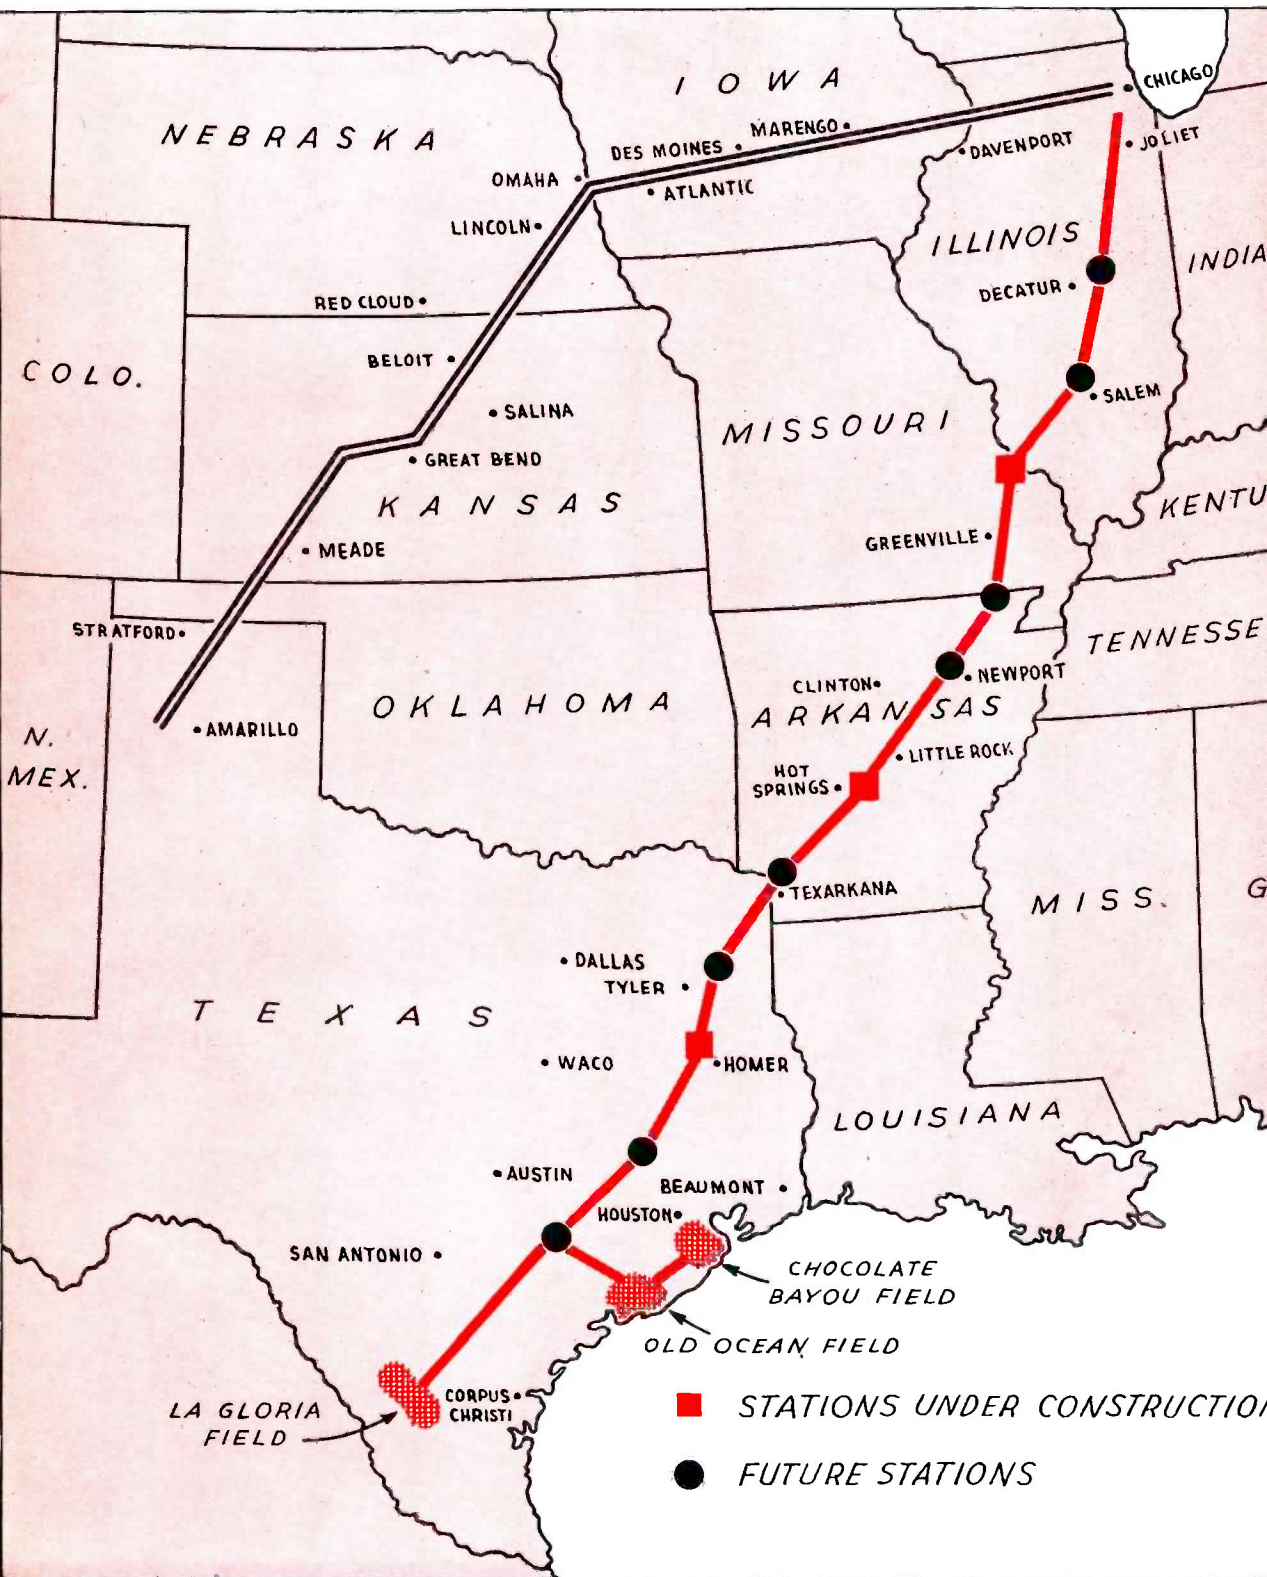 I O W A
CHICAGO
NEBRASKA
MARENGO
DES MOINES
DAVENPORT
JOLIET
OMAHA
ATLANTIC
LINCOLN
ILLINOIS
INDIA
DECATUR
RED CLOUD
COLO.
BELOIT
SALINA
SALEM
MISSOURI
GREAT BEND
KANSAS
KENTU
GREENVILLE
MEADE
STRATFORD
TENNESSE
CLINTON
NEWPORT
OKLAHOMA
ARKANSAS
N.
MEX.
AMARILLO
LITTLE ROCK
HOT
SPRINGS
TEXARKANA
MISS.
G
DALLAS
TYLER
TEXAS
WACO
HOMER
LOUISIANA
AUSTIN
BEAUMONT
HOUSTON
SAN ANTONIO
CHOCOLATE
BAYOU FIELD
OLD OCEAN FIELD
CORPUS
CHRISTI
LA GLORIA
FIELD
STATIONS UNDER CONSTRUCTIO
FUTURE STATIONS